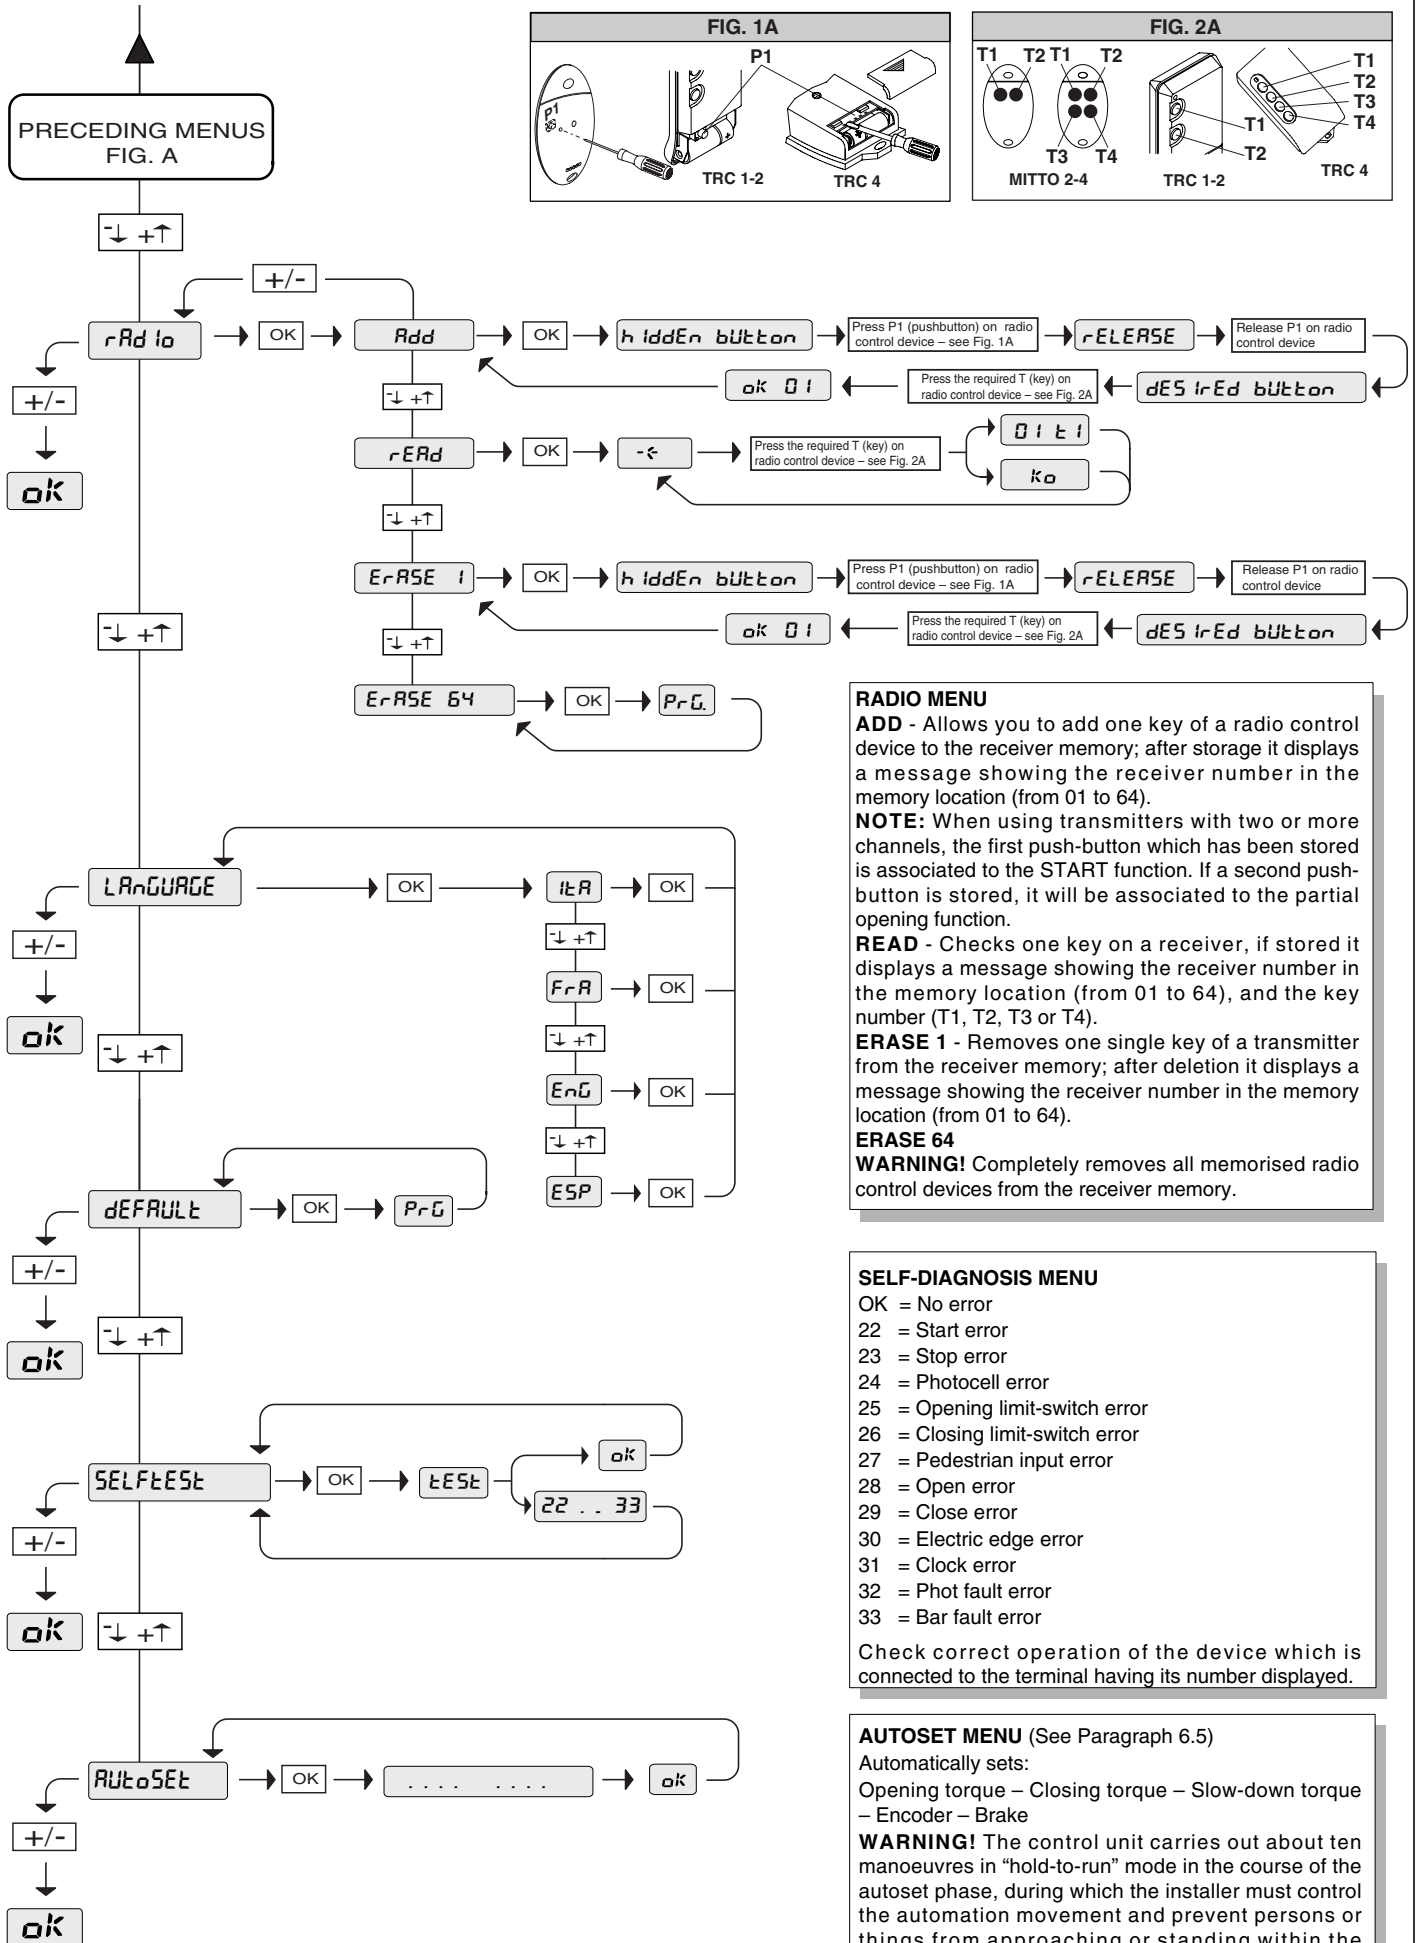 FIG. 1A
P1
P1
TRC 1-2
TRC 4
FIG. 2A
T1 T2 T1 T2
T3 T4
MITTO 2-4
T1
T2
TRC 1-2
T1
T2
T3
T4
TRC 4
PRECEDING MENUS
FIG. A
-↓ +↑
+/-
rAdIo
OK
Add
OK
hIddEn bUtton
Press P1 (pushbutton) on radio
control device – see Fig. 1A
rELEASE
Release P1 on radio
control device
oK 01
Press the required T (key) on
radio control device – see Fig. 2A
dESIrEd bUtton
+/-
oK
-↓ +↑
rEAd
OK
-<-
Press the required T (key) on
radio control device – see Fig. 2A
01 t1
Ko
-↓ +↑
ErASE 1
OK
hIddEn bUtton
Press P1 (pushbutton) on radio
control device – see Fig. 1A
rELEASE
Release P1 on radio
control device
oK 01
Press the required T (key) on
radio control device – see Fig. 2A
dESIrEd bUtton
-↓ +↑
-↓ +↑
ErASE 64
OK
PrG.
LAnGUAGE
OK
ItA
OK
-↓ +↑
FrA
OK
-↓ +↑
EnG
OK
-↓ +↑
ESP
OK
+/-
oK
-↓ +↑
dEFAULt
OK
PrG
+/-
oK
-↓ +↑
SELFtESt
OK
tESt
oK
22 . . 33
+/-
oK
-↓ +↑
AUtoSEt
OK
. . . . . . . .
oK
+/-
oK
RADIO MENU
ADD - Allows you to add one key of a radio control
device to the receiver memory; after storage it displays
a message showing the receiver number in the
memory location (from 01 to 64).
NOTE: When using transmitters with two or more
channels, the first push-button which has been stored
is associated to the START function. If a second push-
button is stored, it will be associated to the partial
opening function.
READ - Checks one key on a receiver, if stored it
displays a message showing the receiver number in
the memory location (from 01 to 64), and the key
number (T1, T2, T3 or T4).
ERASE 1 - Removes one single key of a transmitter
from the receiver memory; after deletion it displays a
message showing the receiver number in the memory
location (from 01 to 64).
ERASE 64
WARNING! Completely removes all memorised radio
control devices from the receiver memory.
SELF-DIAGNOSIS MENU
OK = No error
22 = Start error
23 = Stop error
24 = Photocell error
25 = Opening limit-switch error
26 = Closing limit-switch error
27 = Pedestrian input error
28 = Open error
29 = Close error
30 = Electric edge error
31 = Clock error
32 = Phot fault error
33 = Bar fault error
Check correct operation of the device which is
connected to the terminal having its number displayed.
AUTOSET MENU (See Paragraph 6.5)
Automatically sets:
Opening torque – Closing torque – Slow-down torque
– Encoder – Brake
WARNING! The control unit carries out about ten
manoeuvres in “hold-to-run” mode in the course of the
autoset phase, during which the installer must control
the automation movement and prevent persons or
things from approaching or standing within the